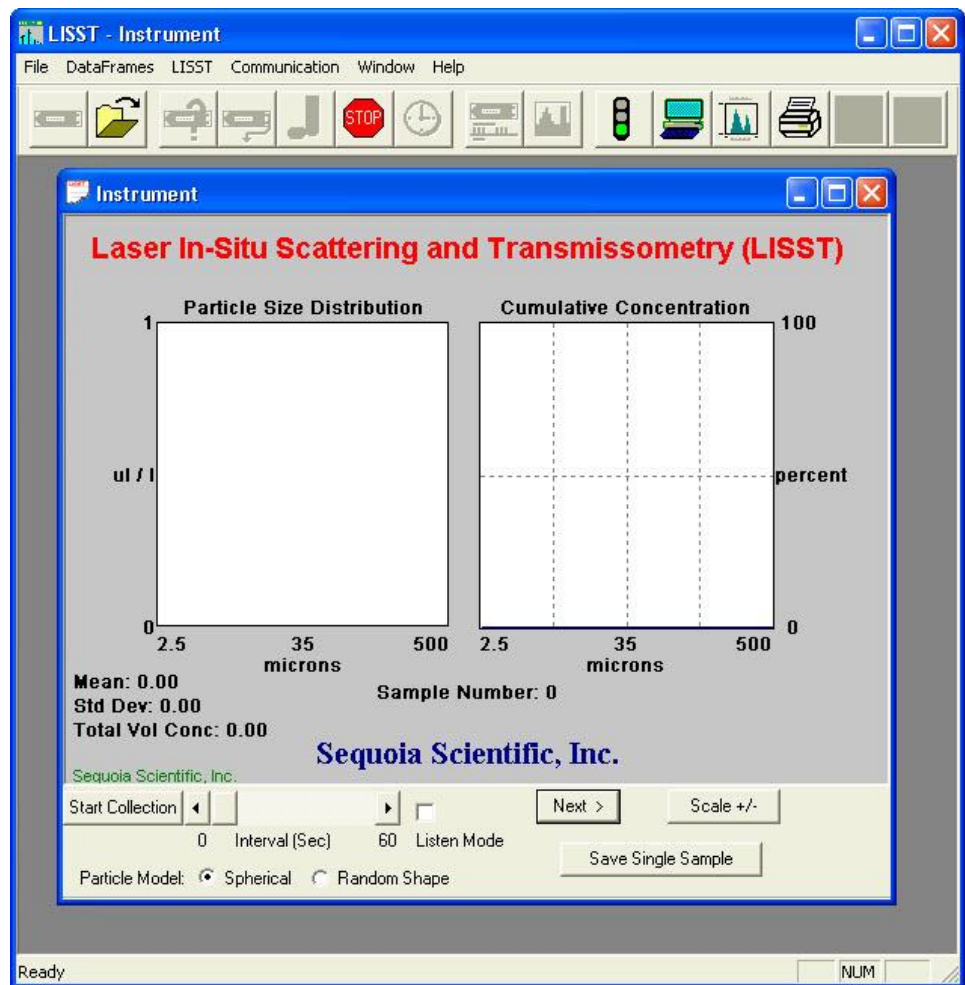 LISST - Instrument
File DataFrames LISST Communication Window Help
STOP
Instrument
Laser In-Situ Scattering and Transmissometry (LISST)
Particle Size Distribution Cumulative Concentration
1 100
ul / l percent
0 0
2.5 35 500 2.5 35 500
microns microns
Mean: 0.00
Sample Number: 0
Std Dev: 0.00
Total Vol Conc: 0.00
Sequoia Scientific, Inc.
Sequoia Scientific, Inc.
Start Collection Next > Scale +/-
0 Interval (Sec) 60 Listen Mode
Save Single Sample
Particle Model: Spherical Random Shape
Ready NUM